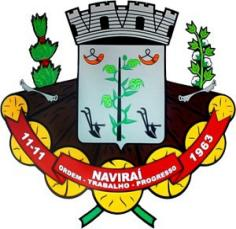 11-11
NAVIRAÍ
1963
ORDEM - TRABALHO - PROGRESSO